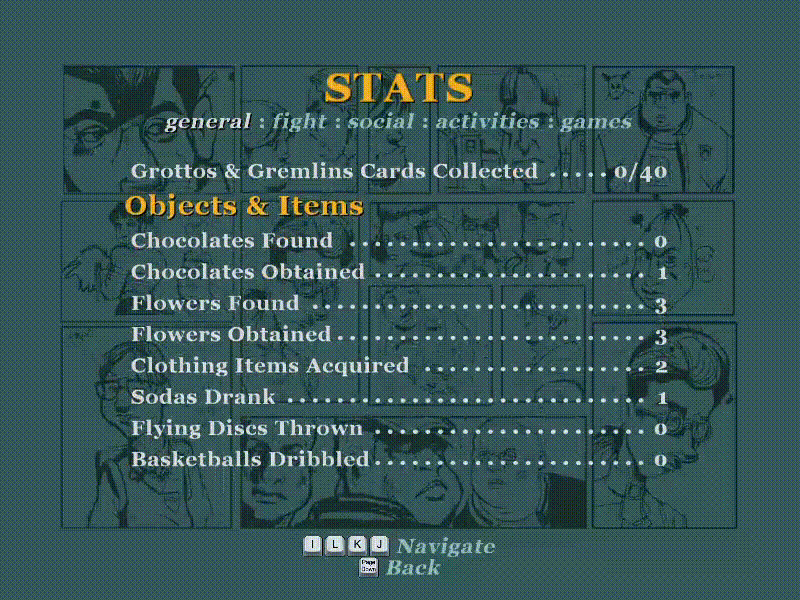 STATS
general : fight : social : activities : games
Grottos & Gremlins Cards Collected ..... 0/40
Objects & Items
Chocolates Found ........................ 0
Chocolates Obtained ...................... 1
Flowers Found ........................... 3
Flowers Obtained ......................... 3
Clothing Items Acquired .................. 2
Sodas Drank ............................. 1
Flying Discs Thrown ...................... 0
Basketballs Dribbled ...................... 0
I L K J Navigate
Page Down Back